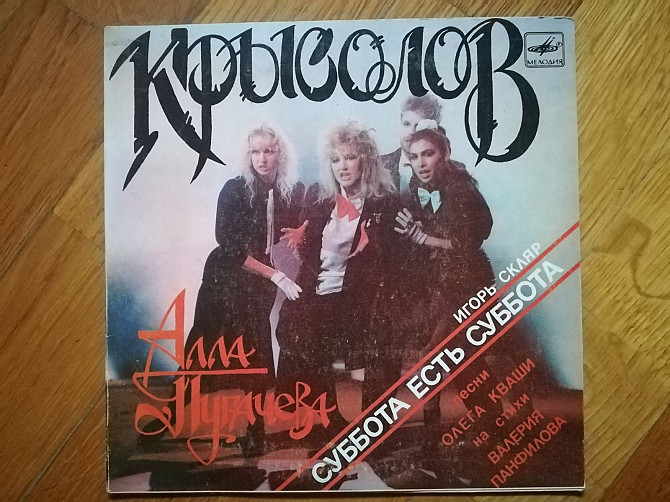 КРЫСОЛОВ
МЕЛОДИЯ
Алла
Пугачева
ИГОРЬ СКЛЯР
СУББОТА ЕСТЬ СУББОТА
песни
ОЛЕГА КВАШИ
на стихи
ВАЛЕРИЯ
ПАНФИЛОВА